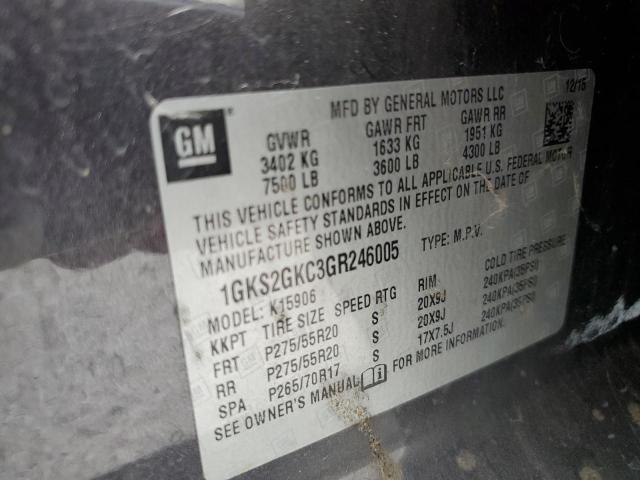 GM
MFD BY GENERAL MOTORS LLC 12/15
GVWR GAWR FRT GAWR RR
3402 KG 1633 KG 1951 KG
7500 LB 3600 LB 4300 LB
THIS VEHICLE CONFORMS TO ALL APPLICABLE U.S. FEDERAL MOTOR
VEHICLE SAFETY STANDARDS IN EFFECT ON THE DATE OF
MANUFACTURE SHOWN ABOVE.
1GKS2GKC3GR246005 TYPE: M.P.V.
MODEL: K15906
KKPT TIRE SIZE SPEED RTG RIM COLD TIRE PRESSURE
FRT P275/55R20 S 20X9J 240KPA(35PSI)
RR P275/55R20 S 20X9J 240KPA(35PSI)
SPA P265/70R17 S 17X7.5J 240KPA(35PSI)
SEE OWNER'S MANUAL FOR MORE INFORMATION.